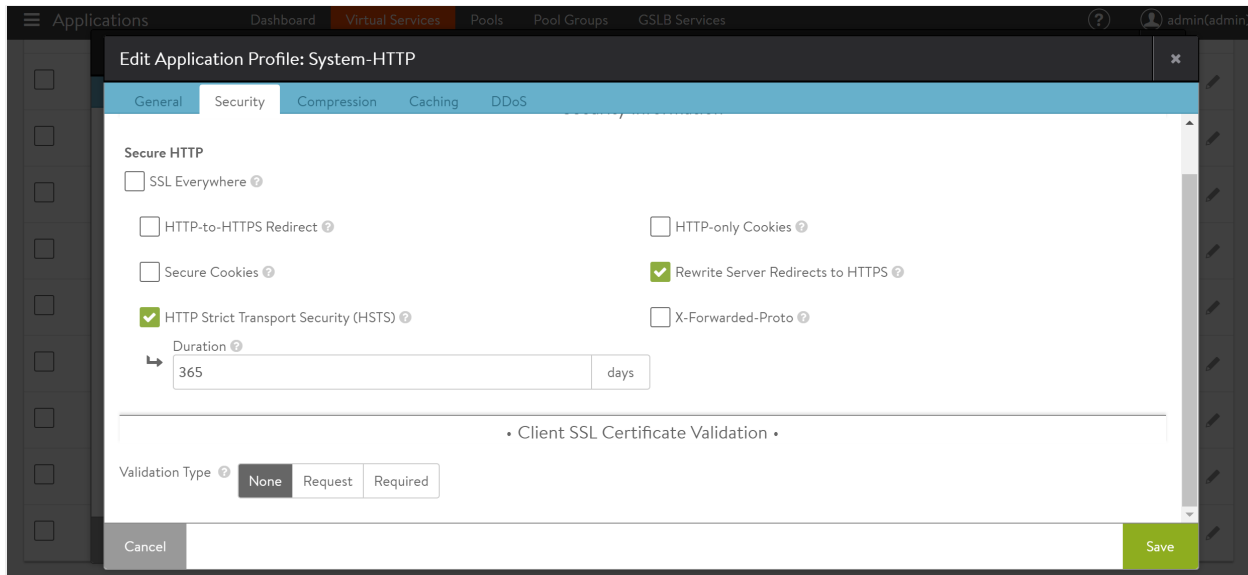 Applications Dashboard Virtual Services Pools Pool Groups GSLB Services ? admin(admin)
Edit Application Profile: System-HTTP
General Security Compression Caching DDoS
Secure HTTP
SSL Everywhere ?
HTTP-to-HTTPS Redirect ? HTTP-only Cookies ?
Secure Cookies ? Rewrite Server Redirects to HTTPS ?
HTTP Strict Transport Security (HSTS) ? X-Forwarded-Proto ?
Duration ?
365 days
• Client SSL Certificate Validation •
Validation Type ? None Request Required
Cancel Save